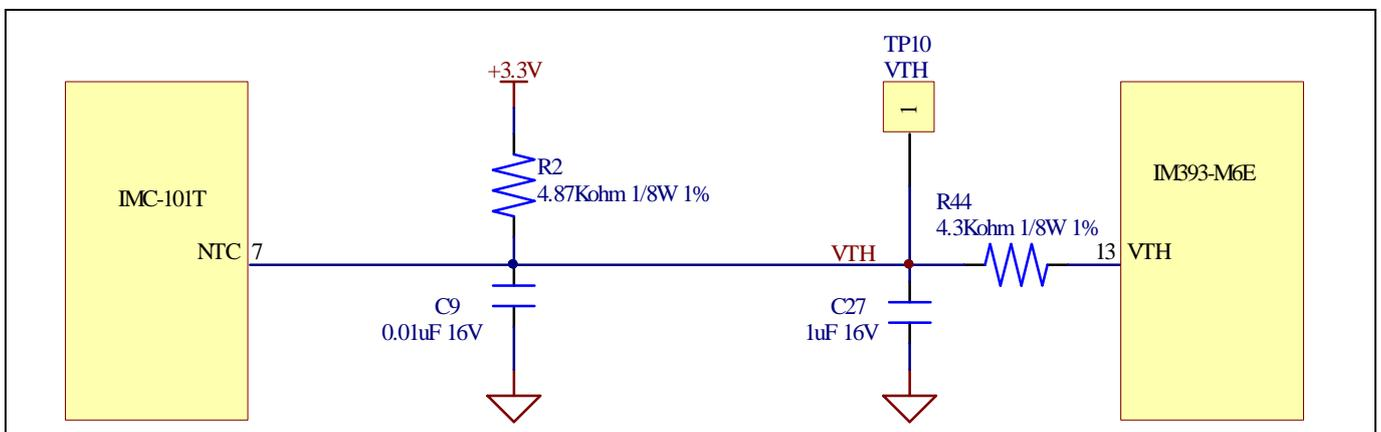 TP10
VTH
1
+3.3V
R2
4.87Kohm 1/8W 1%
IMC-101T
NTC 7
VTH
R44
4.3Kohm 1/8W 1%
IM393-M6E
13 VTH
C9
0.01uF 16V
C27
1uF 16V